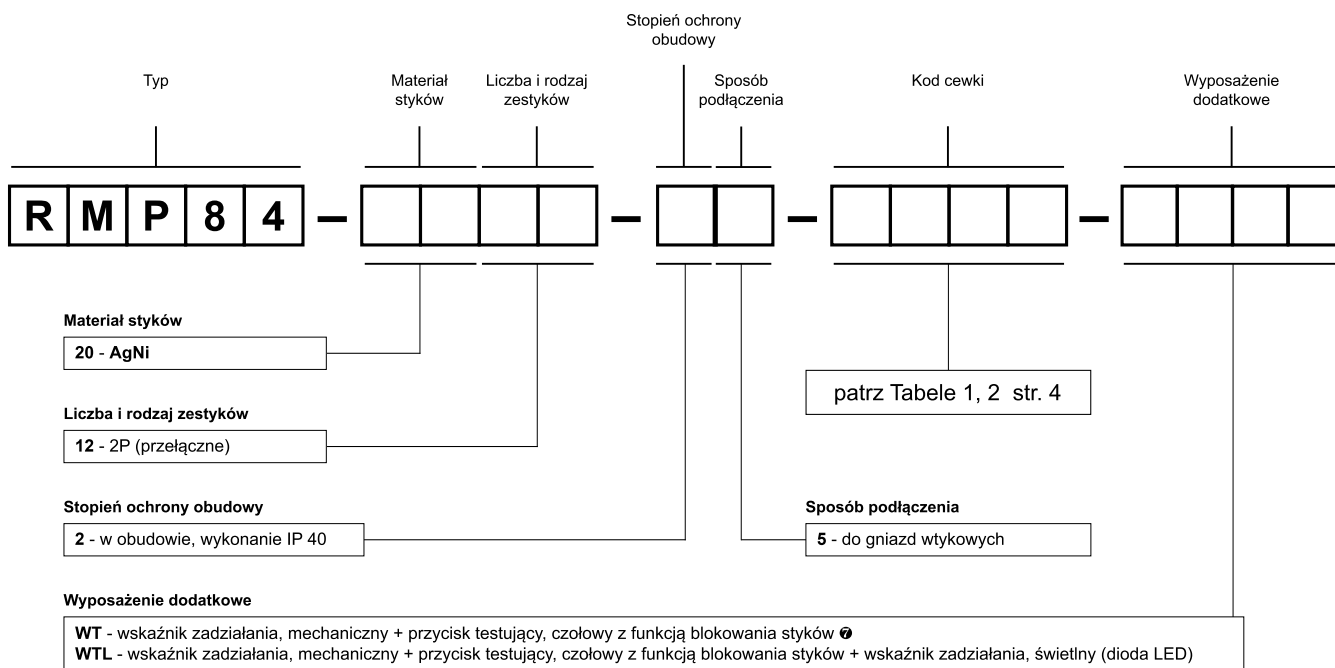 Stopień ochrony
obudowy
Typ
Materiał
styków
Liczba i rodzaj
zestyków
Sposób
podłączenia
Kod cewki
Wyposażenie
dodatkowe
R M P 8 4 – – – –
Materiał styków
20 - AgNi
patrz Tabele 1, 2 str. 4
Liczba i rodzaj zestyków
12 - 2P (przełączne)
Stopień ochrony obudowy
2 - w obudowie, wykonanie IP 40
Sposób podłączenia
5 - do gniazd wtykowych
Wyposażenie dodatkowe
WT - wskaźnik zadziałania, mechaniczny + przycisk testujący, czołowy z funkcją blokowania styków ❼
WTL - wskaźnik zadziałania, mechaniczny + przycisk testujący, czołowy z funkcją blokowania styków + wskaźnik zadziałania, świetlny (dioda LED)